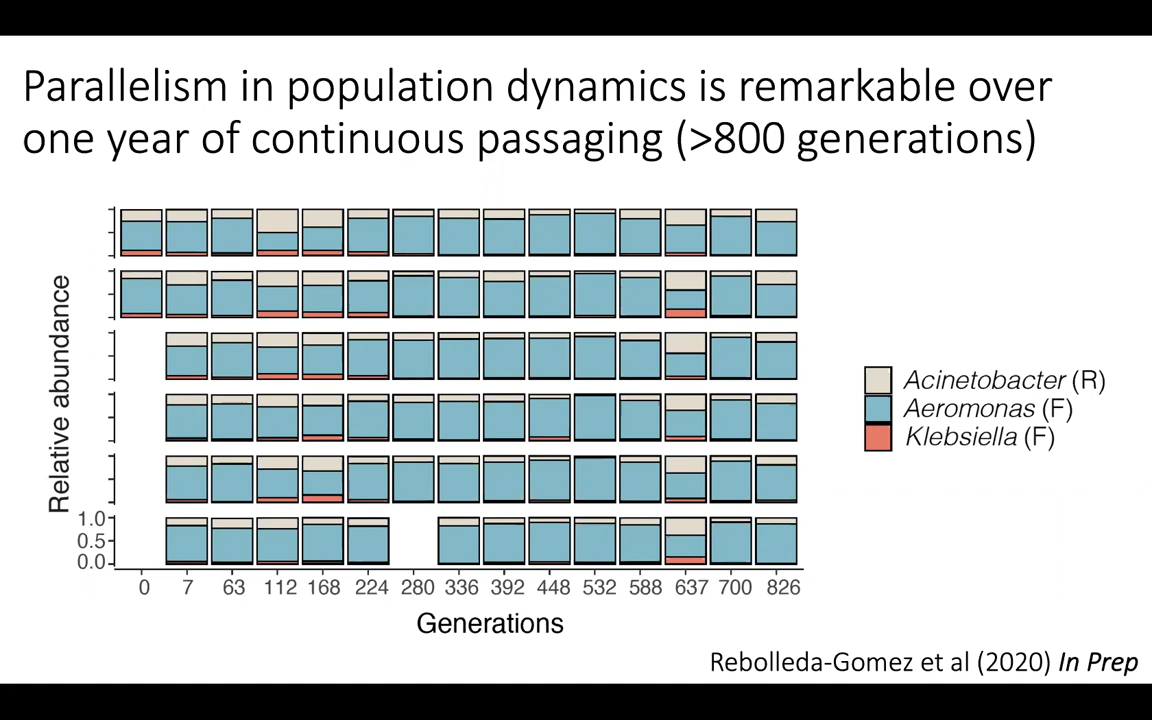 Parallelism in population dynamics is remarkable over
one year of continuous passaging (>800 generations)
Relative abundance
1.0
0.5
0.0
0 7 63 112 168 224 280 336 392 448 532 588 637 700 826
Generations
Acinetobacter (R)
Aeromonas (F)
Klebsiella (F)
Rebolleda-Gomez et al (2020) In Prep